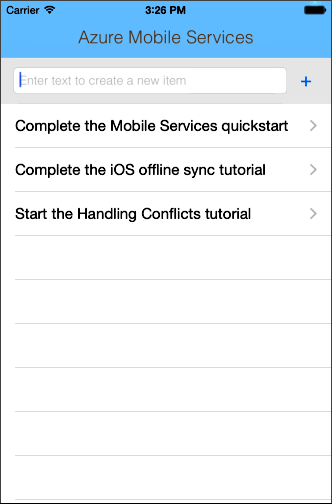 Carrier 3:26 PM
Azure Mobile Services
Enter text to create a new item +
Complete the Mobile Services quickstart
Complete the iOS offline sync tutorial
Start the Handling Conflicts tutorial